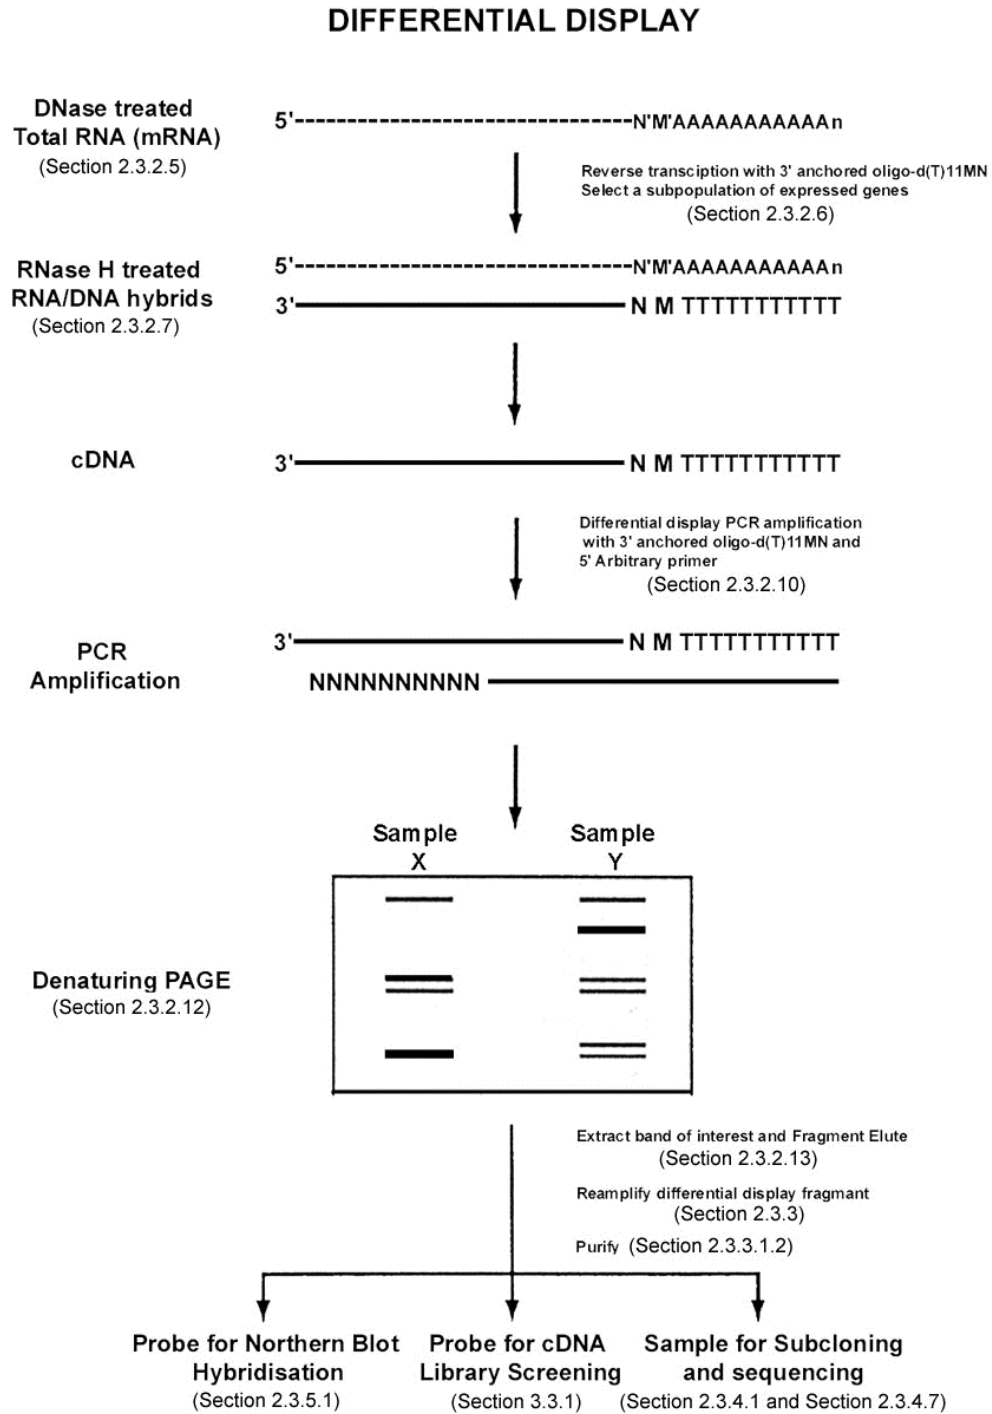 DIFFERENTIAL DISPLAY
DNase treated
Total RNA (mRNA)
(Section 2.3.2.5)
5'----------------------------------N'M'AAAAAAAAAAAn
Reverse transciption with 3' anchored oligo-d(T)11MN
Select a subpopulation of expressed genes
(Section 2.3.2.6)
RNase H treated
RNA/DNA hybrids
(Section 2.3.2.7)
5'----------------------------------N'M'AAAAAAAAAAAn
3' N M TTTTTTTTTTT
cDNA
3' N M TTTTTTTTTTT
Differential display PCR amplification
with 3' anchored oligo-d(T)11MN and
5' Arbitrary primer
(Section 2.3.2.10)
PCR
Amplification
3' N M TTTTTTTTTTT
NNNNNNNNNN
Sample
X
Sample
Y
Denaturing PAGE
(Section 2.3.2.12)
Extract band of interest and Fragment Elute
(Section 2.3.2.13)
Reamplify differential display fragmant
(Section 2.3.3)
Purify (Section 2.3.3.1.2)
Probe for Northern Blot
Hybridisation
(Section 2.3.5.1)
Probe for cDNA
Library Screening
(Section 3.3.1)
Sample for Subcloning
and sequencing
(Section 2.3.4.1 and Section 2.3.4.7)